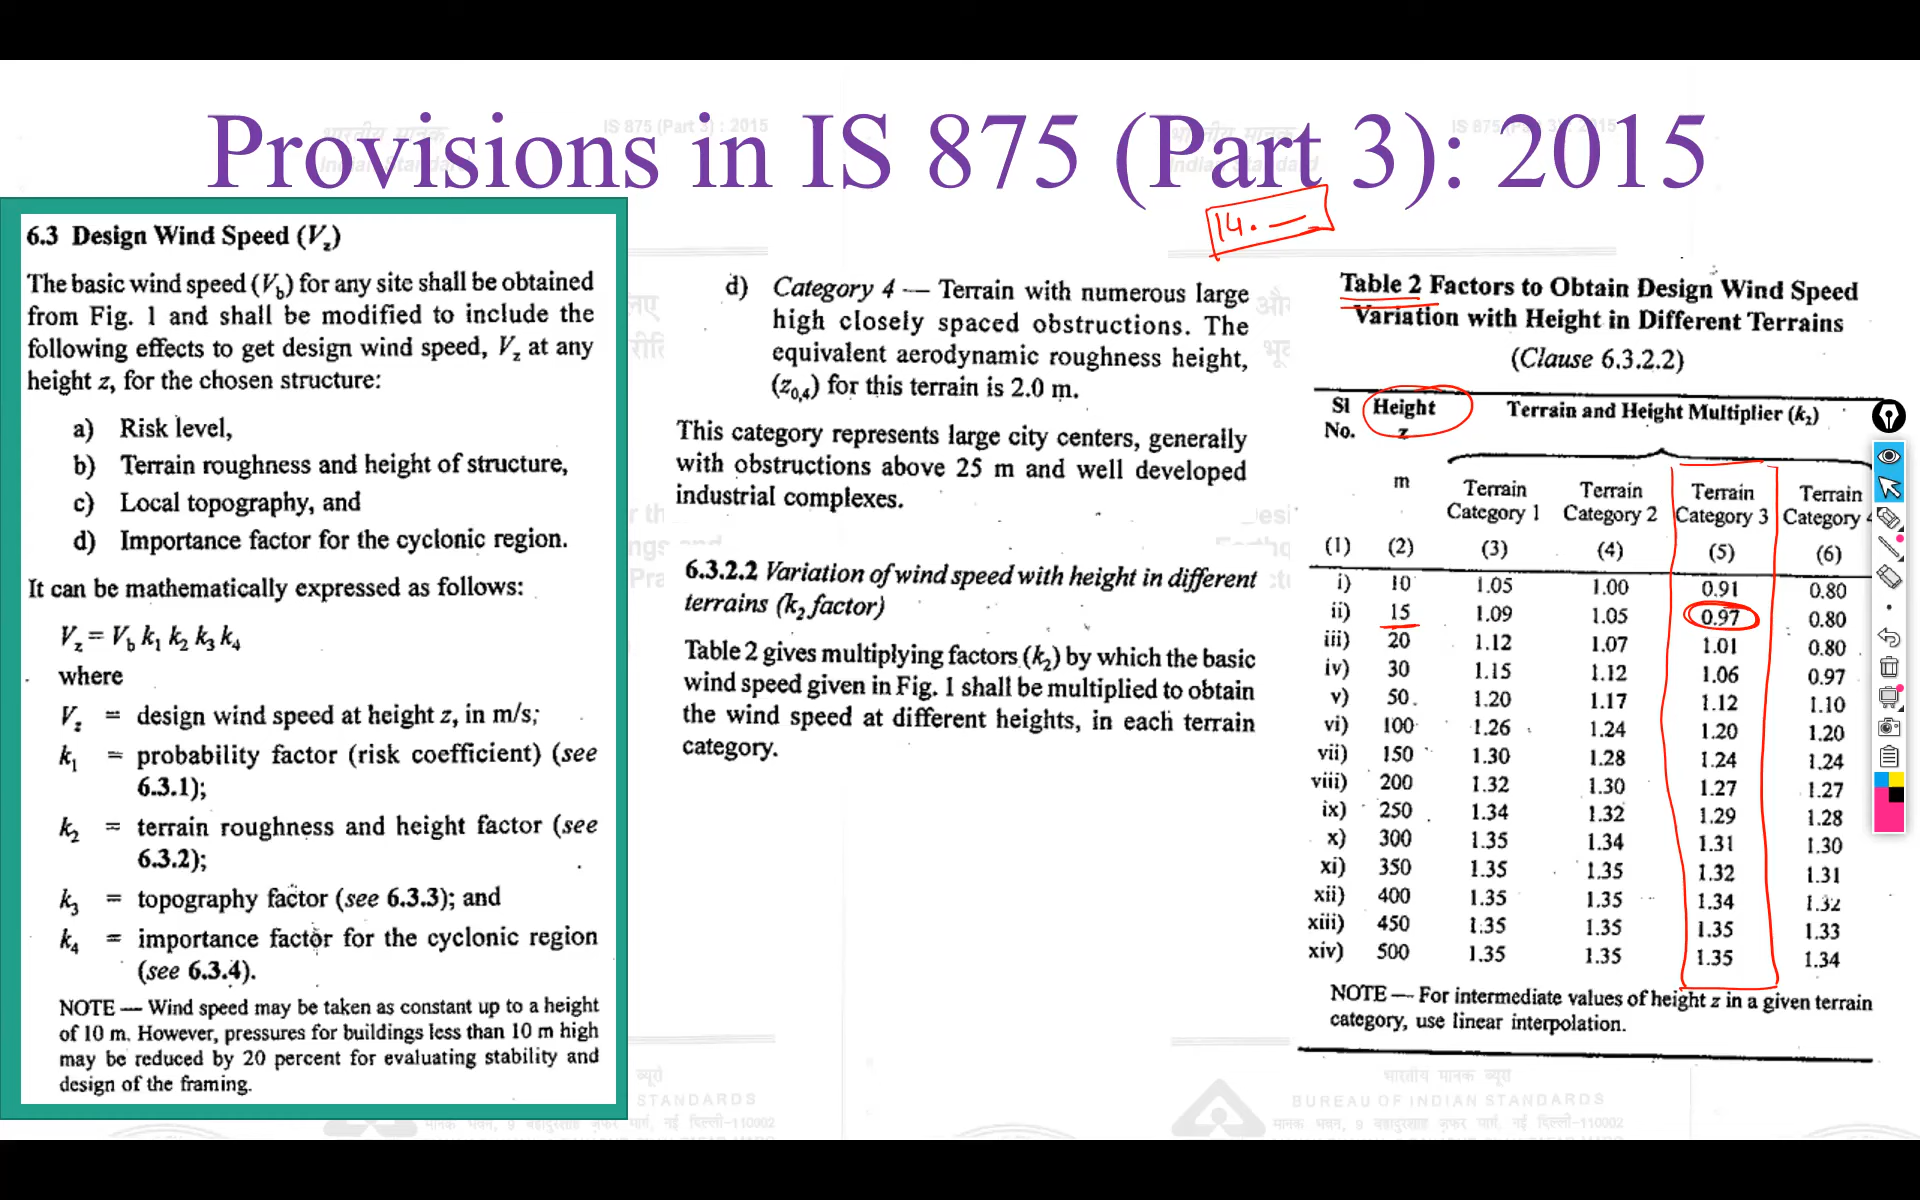 Provisions in IS 875 (Part 3): 2015
14. —
6.3 Design Wind Speed (Vz)
The basic wind speed (Vb) for any site shall be obtained
from Fig. 1 and shall be modified to include the
following effects to get design wind speed, Vz at any
height z, for the chosen structure:
a) Risk level,
b) Terrain roughness and height of structure,
c) Local topography, and
d) Importance factor for the cyclonic region.
It can be mathematically expressed as follows:
Vz = Vb k1 k2 k3 k4
where
Vz = design wind speed at height z, in m/s;
k1 = probability factor (risk coefficient) (see
6.3.1);
k2 = terrain roughness and height factor (see
6.3.2);
k3 = topography factor (see 6.3.3); and
k4 = importance factor for the cyclonic region
(see 6.3.4).
NOTE — Wind speed may be taken as constant up to a height
of 10 m. However, pressures for buildings less than 10 m high
may be reduced by 20 percent for evaluating stability and
design of the framing.
d) Category 4 — Terrain with numerous large
high closely spaced obstructions. The
equivalent aerodynamic roughness height,
(z0,4) for this terrain is 2.0 m.
This category represents large city centers, generally
with obstructions above 25 m and well developed
industrial complexes.
6.3.2.2 Variation of wind speed with height in different
terrains (k2 factor)
Table 2 gives multiplying factors (k2) by which the basic
wind speed given in Fig. 1 shall be multiplied to obtain
the wind speed at different heights, in each terrain
category.
Table 2 Factors to Obtain Design Wind Speed
Variation with Height in Different Terrains
(Clause 6.3.2.2)
Sl Height Terrain and Height Multiplier (k2)
No. z
m Terrain Terrain Terrain Terrain
Category 1 Category 2 Category 3 Category 4
(1) (2) (3) (4) (5) (6)
i) 10 1.05 1.00 0.91 0.80
ii) 15 1.09 1.05 0.97 0.80
iii) 20 1.12 1.07 1.01 0.80
iv) 30 1.15 1.12 1.06 0.97
v) 50 1.20 1.17 1.12 1.10
vi) 100 1.26 1.24 1.20 1.20
vii) 150 1.30 1.28 1.24 1.24
viii) 200 1.32 1.30 1.27 1.27
ix) 250 1.34 1.32 1.29 1.28
x) 300 1.35 1.34 1.31 1.30
xi) 350 1.35 1.35 1.32 1.31
xii) 400 1.35 1.35 1.34 1.32
xiii) 450 1.35 1.35 1.35 1.33
xiv) 500 1.35 1.35 1.35 1.34
NOTE — For intermediate values of height z in a given terrain
category, use linear interpolation.
IS 875 (Part 3) : 2015
भारतीय मानक
भारतीय मानक ब्यूरो
BUREAU OF INDIAN STANDARDS
मानक भवन, 9 बहादुरशाह ज़फर मार्ग, नई दिल्ली-110002